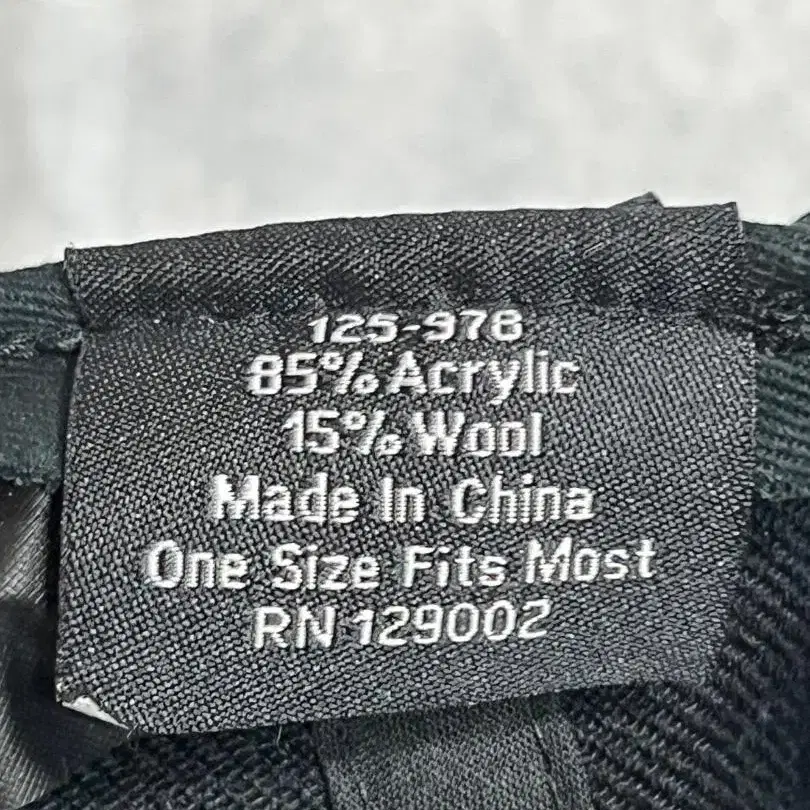 125-978
85% Acrylic
15% Wool
Made In China
One Size Fits Most
RN 129002